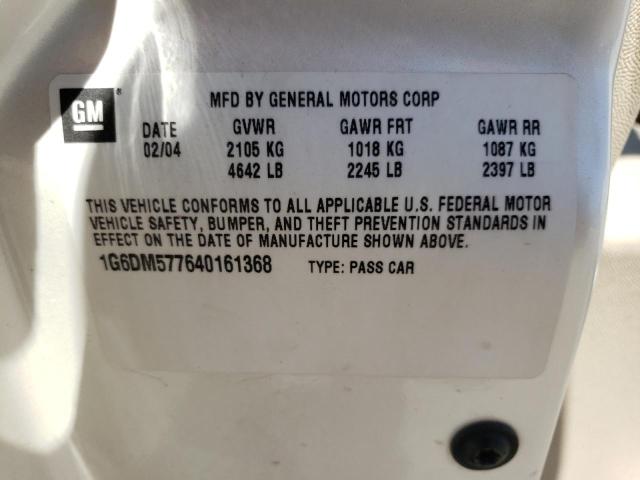 GM®
MFD BY GENERAL MOTORS CORP
DATE GVWR GAWR FRT GAWR RR
02/04 2105 KG 1018 KG 1087 KG
4642 LB 2245 LB 2397 LB
THIS VEHICLE CONFORMS TO ALL APPLICABLE U.S. FEDERAL MOTOR
VEHICLE SAFETY, BUMPER, AND THEFT PREVENTION STANDARDS IN
EFFECT ON THE DATE OF MANUFACTURE SHOWN ABOVE.
1G6DM577640161368 TYPE: PASS CAR